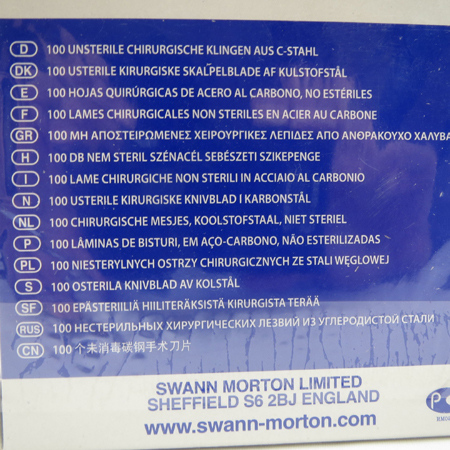 D 100 UNSTERILE CHIRURGISCHE KLINGEN AUS C-STAHL
DK 100 USTERILE KIRURGISKE SKALPELBLADE AF KULSTOFSTÅL
E 100 HOJAS QUIRÚRGICAS DE ACERO AL CARBONO, NO ESTÉRILES
F 100 LAMES CHIRURGICALES NON STERILES EN ACIER AU CARBONE
GR 100 ΜΗ ΑΠΟΣΤΕΙΡΩΜΕΝΕΣ ΧΕΙΡΟΥΡΓΙΚΕΣ ΛΕΠΙΔΕΣ ΑΠΟ ΑΝΘΡΑΚΟΥΧΟ ΧΑΛΥΒΑ
H 100 DB NEM STERIL SZÉNACÉL SEBÉSZETI SZIKEPENGE
I 100 LAME CHIRURGICHE NON STERILI IN ACCIAIO AL CARBONIO
N 100 USTERILE KIRURGISKE KNIVBLAD I KARBONSTÅL
NL 100 CHIRURGISCHE MESJES, KOOLSTOFSTAAL, NIET STERIEL
P 100 LÂMINAS DE BISTURI, EM AÇO-CARBONO, NÃO ESTERILIZADAS
PL 100 NIESTERYLNYCH OSTRZY CHIRURGICZNYCH ZE STALI WĘGLOWEJ
S 100 OSTERILA KNIVBLAD AV KOLSTÅL
SF 100 EPÄSTERIILIÄ HIILITERÄKSISTÄ KIRURGISTA TERÄÄ
RUS 100 НЕСТЕРИЛЬНЫХ ХИРУРГИЧЕСКИХ ЛЕЗВИЙ ИЗ УГЛЕРОДИСТОЙ СТАЛИ
CN 100 个未消毒碳钢手术刀片
SWANN MORTON LIMITED
SHEFFIELD S6 2BJ ENGLAND
www.swann-morton.com